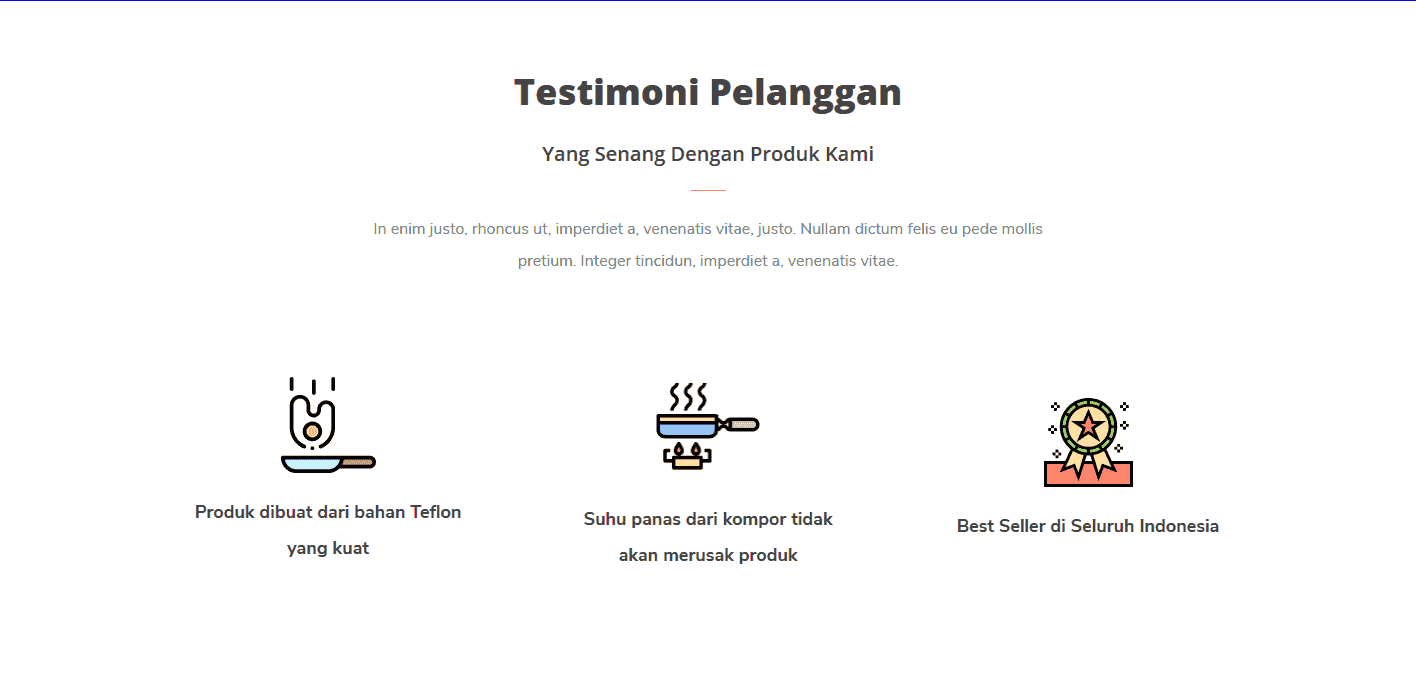 Testimoni Pelanggan
Yang Senang Dengan Produk Kami
In enim justo, rhoncus ut, imperdiet a, venenatis vitae, justo. Nullam dictum felis eu pede mollis
pretium. Integer tincidun, imperdiet a, venenatis vitae.
Produk dibuat dari bahan Teflon
yang kuat
Suhu panas dari kompor tidak
akan merusak produk
Best Seller di Seluruh Indonesia